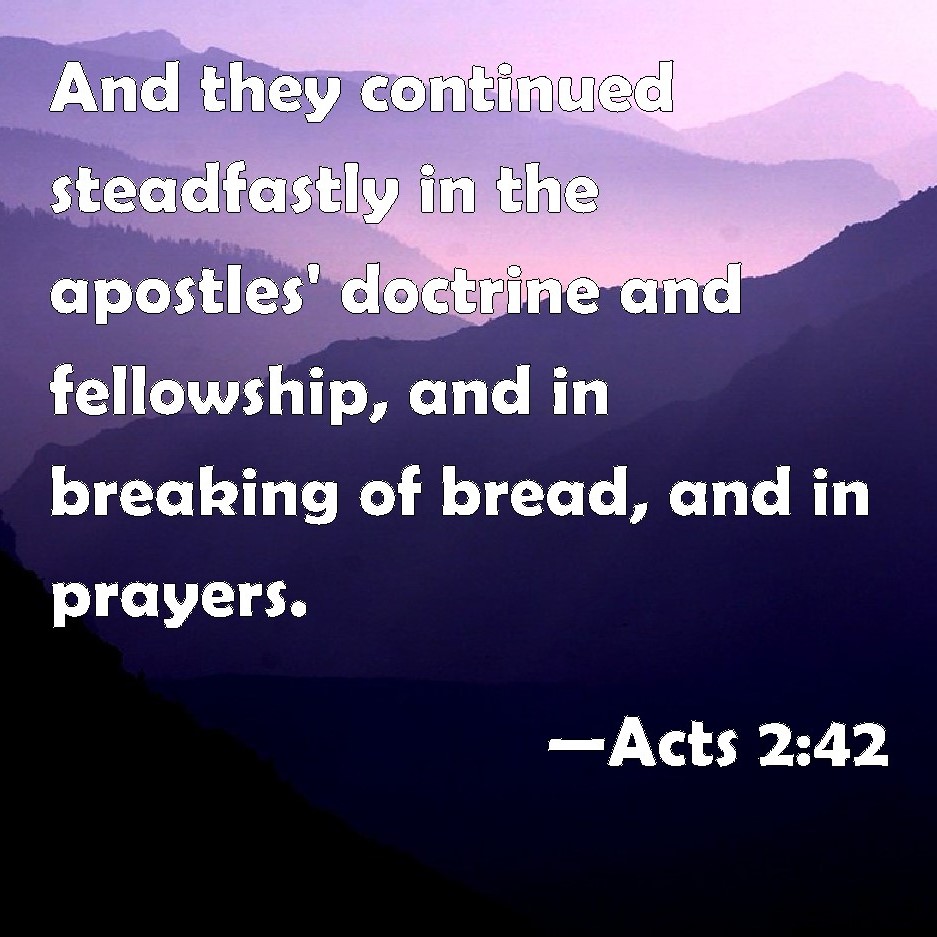 And they continued
steadfastly in the
apostles' doctrine and
fellowship, and in
breaking of bread, and in
prayers.
—Acts 2:42